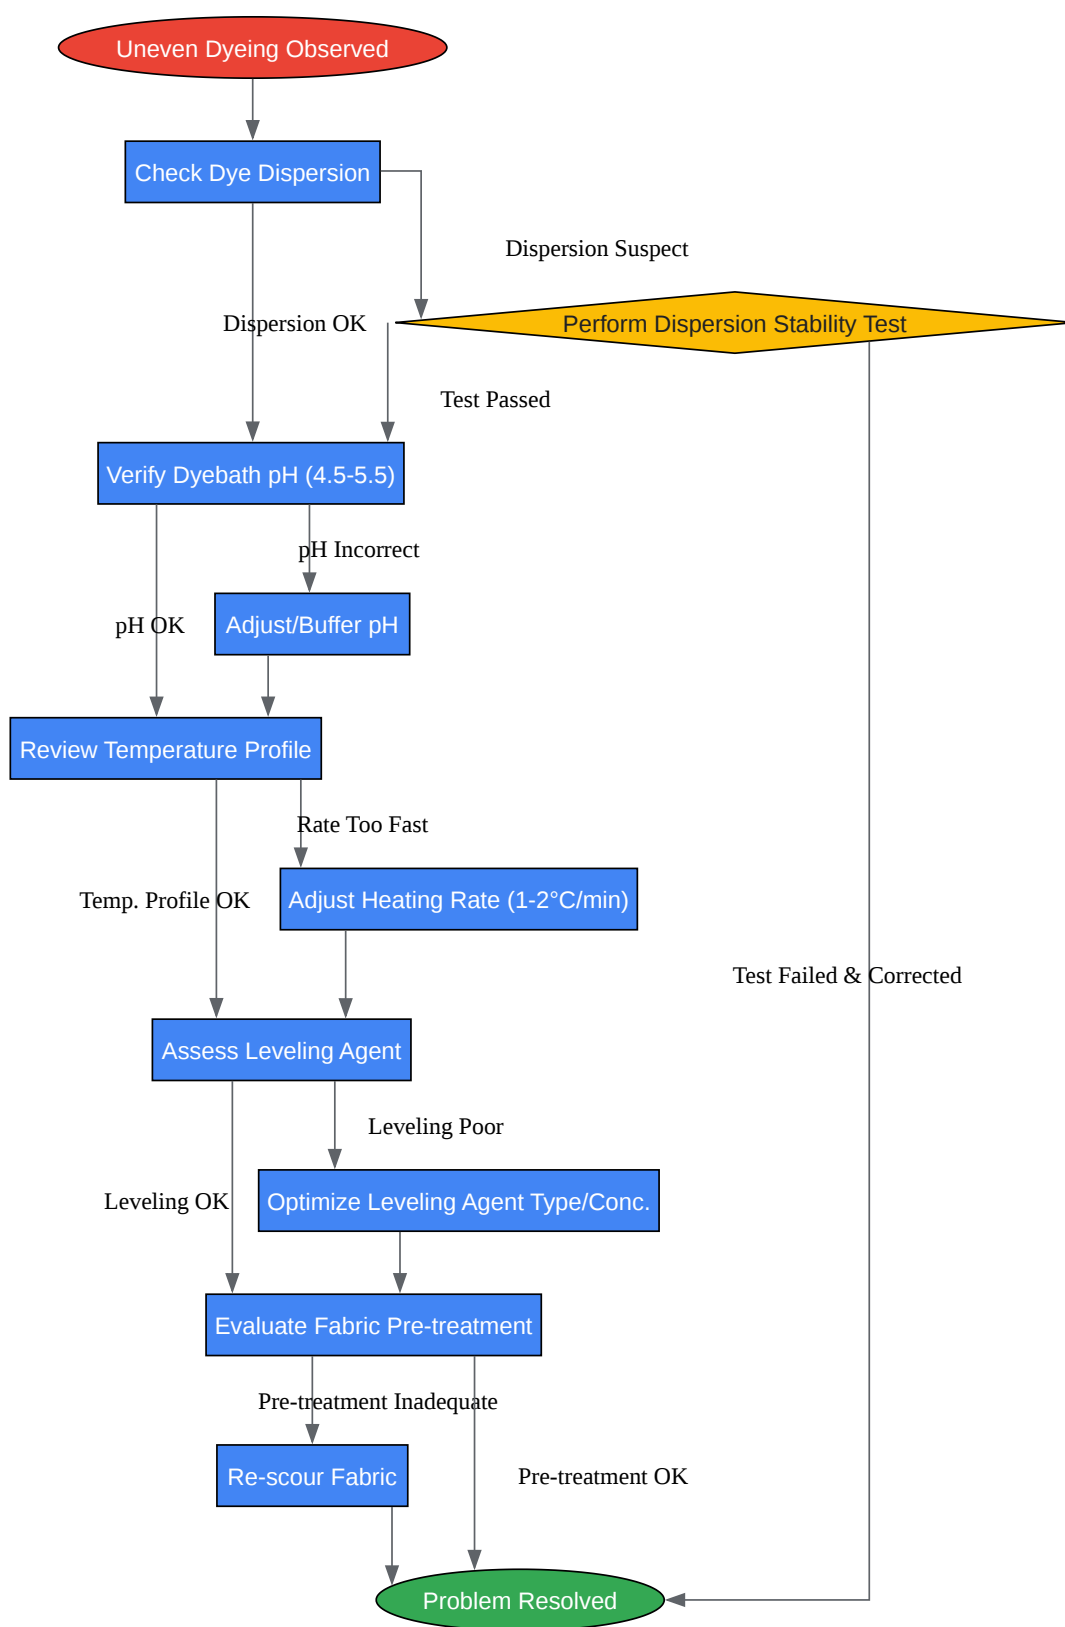 Uneven Dyeing Observed
Check Dye Dispersion
Dispersion Suspect
Dispersion OK
Perform Dispersion Stability Test
Test Passed
Verify Dyebath pH (4.5-5.5)
pH Incorrect
pH OK
Adjust/Buffer pH
Review Temperature Profile
Rate Too Fast
Temp. Profile OK
Adjust Heating Rate (1-2°C/min)
Test Failed & Corrected
Assess Leveling Agent
Leveling Poor
Leveling OK
Optimize Leveling Agent Type/Conc.
Evaluate Fabric Pre-treatment
Pre-treatment Inadequate
Re-scour Fabric
Pre-treatment OK
Problem Resolved